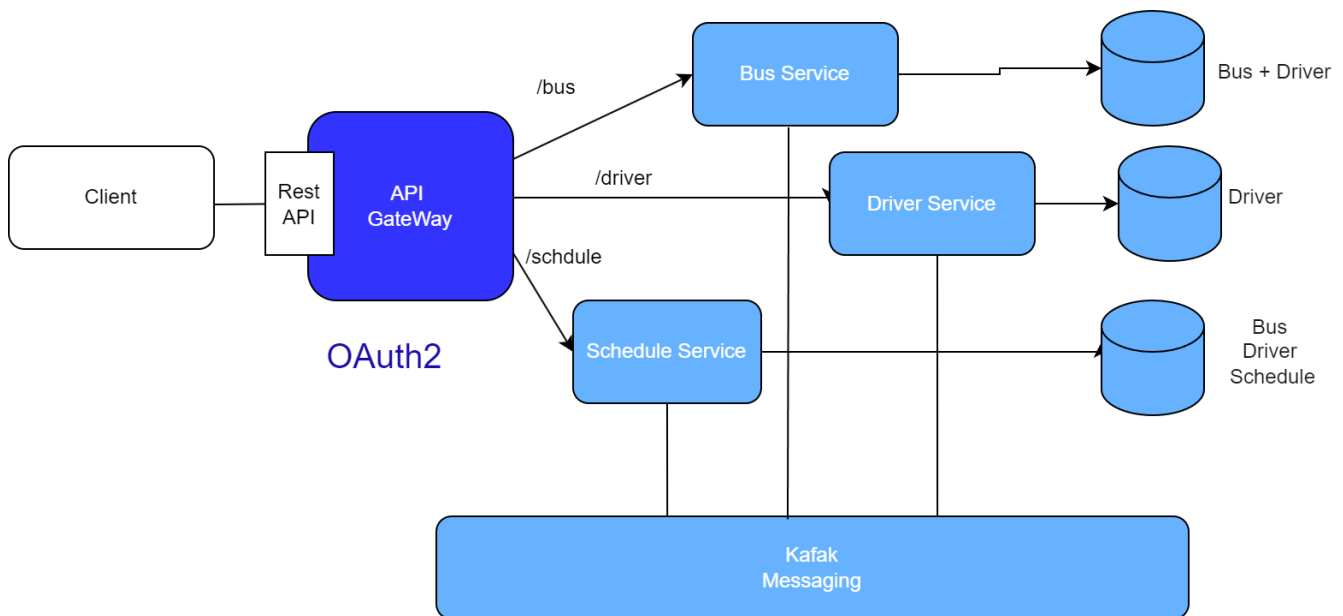 Bus Service
Bus + Driver
/bus
Client
Rest
API
API
GateWay
/driver
Driver Service
Driver
/schdule
OAuth2
Schedule Service
Bus
Driver
Schedule
Kafak
Messaging